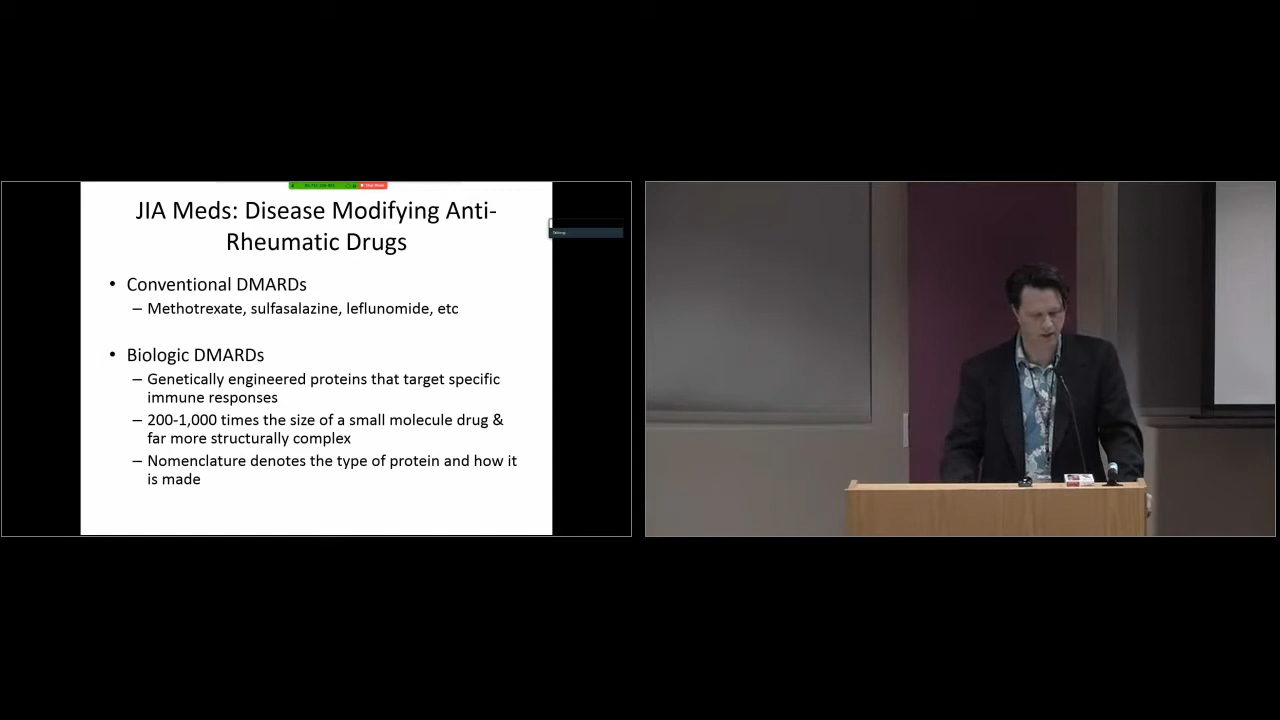 JIA Meds: Disease Modifying Anti-
Rheumatic Drugs
• Conventional DMARDs
– Methotrexate, sulfasalazine, leflunomide, etc
• Biologic DMARDs
– Genetically engineered proteins that target specific
immune responses
– 200-1,000 times the size of a small molecule drug &
far more structurally complex
– Nomenclature denotes the type of protein and how it
is made
Talking: